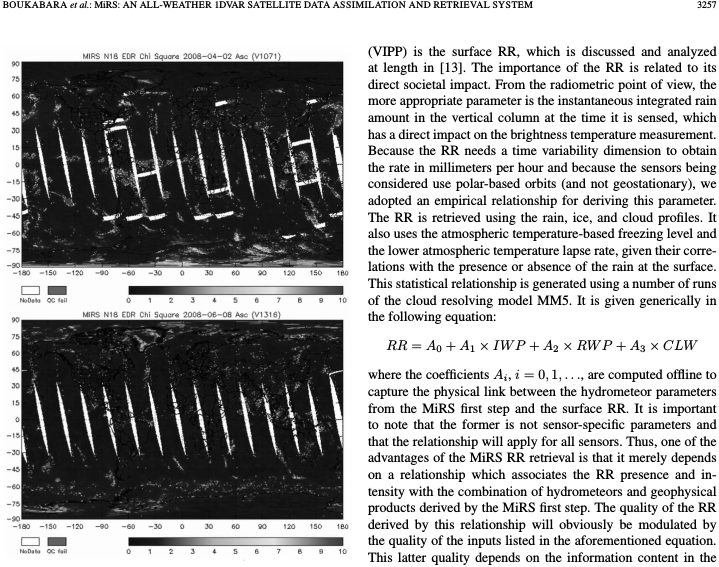 BOUKABARA et al.: MiRS: AN ALL-WEATHER 1DVAR SATELLITE DATA ASSIMILATION AND RETRIEVAL SYSTEM
3257
MIRS N18 EDR Chi Square 2008-04-02 Asc (V1071)
90
75
60
45
30
15
0
-15
-30
-45
-60
-75
-90
-180 -150 -120 -90 -60 -30 0 30 60 90 120 150 180
NoData QC fail
0 1 2 3 4 5 6 7 8 9 10
MIRS N18 EDR Chi Square 2008-06-08 Asc (V1316)
90
75
60
45
30
15
0
-15
-30
-45
-60
-75
-90
-180 -150 -120 -90 -60 -30 0 30 60 90 120 150 180
NoData QC fail
0 1 2 3 4 5 6 7 8 9 10
(VIPP) is the surface RR, which is discussed and analyzed
at length in [13]. The importance of the RR is related to its
direct societal impact. From the radiometric point of view, the
more appropriate parameter is the instantaneous integrated rain
amount in the vertical column at the time it is sensed, which
has a direct impact on the brightness temperature measurement.
Because the RR needs a time variability dimension to obtain
the rate in millimeters per hour and because the sensors being
considered use polar-based orbits (and not geostationary), we
adopted an empirical relationship for deriving this parameter.
The RR is retrieved using the rain, ice, and cloud profiles. It
also uses the atmospheric temperature-based freezing level and
the lower atmospheric temperature lapse rate, given their corre-
lations with the presence or absence of the rain at the surface.
This statistical relationship is generated using a number of runs
of the cloud resolving model MM5. It is given generically in
the following equation:
RR = A₀ + A₁ × IWP + A₂ × RWP + A₃ × CLW
where the coefficients Aᵢ, i = 0, 1, . . ., are computed offline to
capture the physical link between the hydrometeor parameters
from the MiRS first step and the surface RR. It is important
to note that the former is not sensor-specific parameters and
that the relationship will apply for all sensors. Thus, one of the
advantages of the MiRS RR retrieval is that it merely depends
on a relationship which associates the RR presence and in-
tensity with the combination of hydrometeors and geophysical
products derived by the MiRS first step. The quality of the RR
derived by this relationship will obviously be modulated by
the quality of the inputs listed in the aforementioned equation.
This latter quality depends on the information content in the